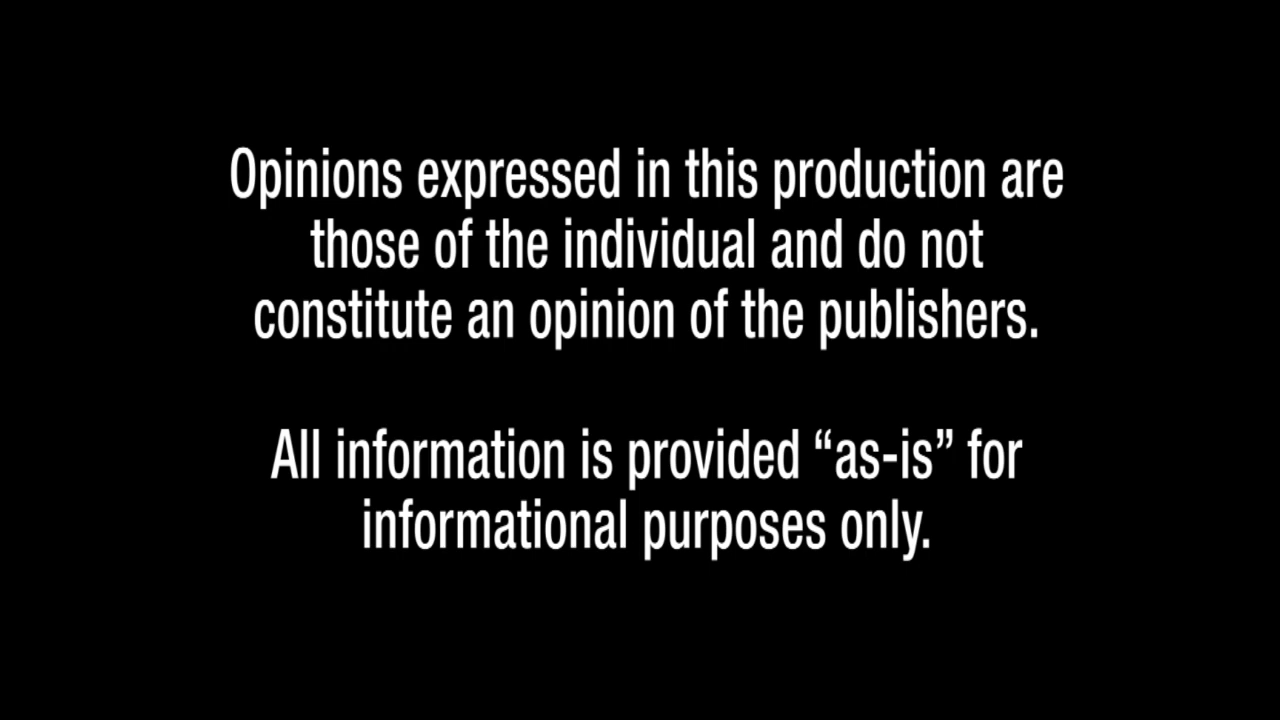 Opinions expressed in this production are
those of the individual and do not
constitute an opinion of the publishers.
All information is provided “as-is” for
informational purposes only.